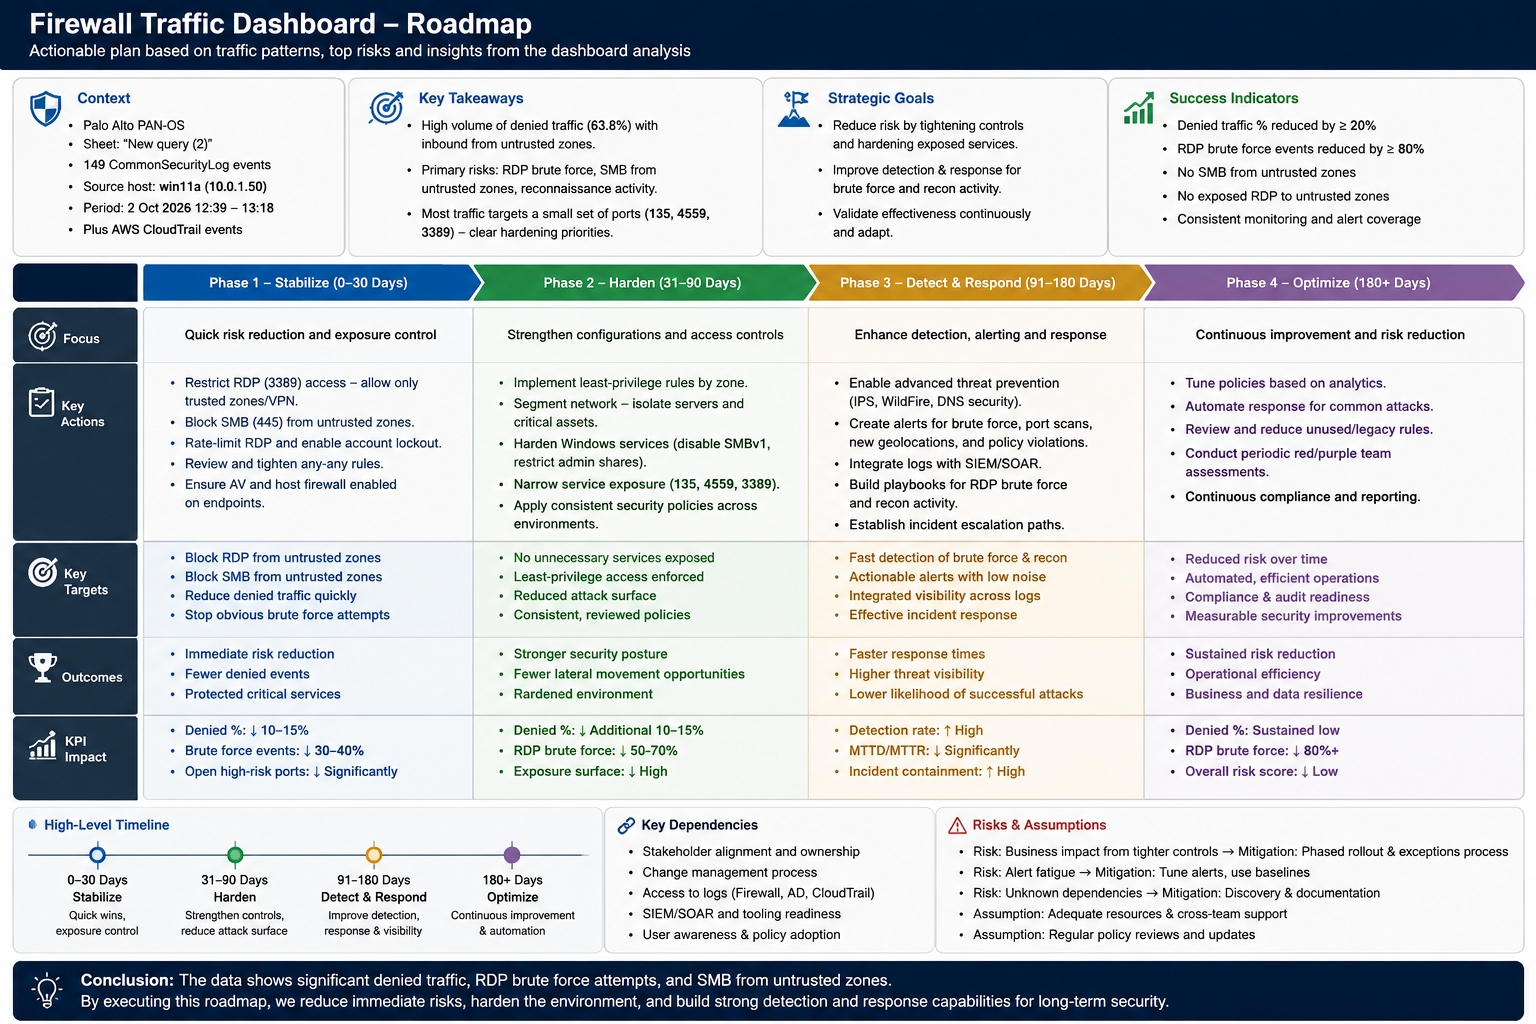 Firewall Traffic Dashboard – Roadmap
Actionable plan based on traffic patterns, top risks and insights from the dashboard analysis
Context
• Palo Alto PAN-OS
• Sheet: "New query (2)"
• 149 CommonSecurityLog events
• Source host: win11a (10.0.1.50)
• Period: 2 Oct 2026 12:39 – 13:18
• Plus AWS CloudTrail events
Key Takeaways
• High volume of denied traffic (63.8%) with
inbound from untrusted zones.
• Primary risks: RDP brute force, SMB from
untrusted zones, reconnaissance activity.
• Most traffic targets a small set of ports (135, 4559,
3389) – clear hardening priorities.
Strategic Goals
• Reduce risk by tightening controls
and hardening exposed services.
• Improve detection & response for
brute force and recon activity.
• Validate effectiveness continuously
and adapt.
Success Indicators
• Denied traffic % reduced by ≥ 20%
• RDP brute force events reduced by ≥ 80%
• No SMB from untrusted zones
• No exposed RDP to untrusted zones
• Consistent monitoring and alert coverage
Phase 1 – Stabilize (0–30 Days)
Phase 2 – Harden (31–90 Days)
Phase 3 – Detect & Respond (91–180 Days)
Phase 4 – Optimize (180+ Days)
Focus
Quick risk reduction and exposure control
Strengthen configurations and access controls
Enhance detection, alerting and response
Continuous improvement and risk reduction
Key
Actions
• Restrict RDP (3389) access – allow only
trusted zones/VPN.
• Block SMB (445) from untrusted zones.
• Rate-limit RDP and enable account lockout.
• Review and tighten any-any rules.
• Ensure AV and host firewall enabled
on endpoints.
• Implement least-privilege rules by zone.
• Segment network – isolate servers and
critical assets.
• Harden Windows services (disable SMBv1,
restrict admin shares).
• Narrow service exposure (135, 4559, 3389).
• Apply consistent security policies across
environments.
• Enable advanced threat prevention
(IPS, WildFire, DNS security).
• Create alerts for brute force, port scans,
new geolocations, and policy violations.
• Integrate logs with SIEM/SOAR.
• Build playbooks for RDP brute force
and recon activity.
• Establish incident escalation paths.
• Tune policies based on analytics.
• Automate response for common attacks.
• Review and reduce unused/legacy rules.
• Conduct periodic red/purple team
assessments.
• Continuous compliance and reporting.
Key
Targets
• Block RDP from untrusted zones
• Block SMB from untrusted zones
• Reduce denied traffic quickly
• Stop obvious brute force attempts
• No unnecessary services exposed
• Least-privilege access enforced
• Reduced attack surface
• Consistent, reviewed policies
• Fast detection of brute force & recon
• Actionable alerts with low noise
• Integrated visibility across logs
• Effective incident response
• Reduced risk over time
• Automated, efficient operations
• Compliance & audit readiness
• Measurable security improvements
Outcomes
• Immediate risk reduction
• Fewer denied events
• Protected critical services
• Stronger security posture
• Fewer lateral movement opportunities
• Rardened environment
• Faster response times
• Higher threat visibility
• Lower likelihood of successful attacks
• Sustained risk reduction
• Operational efficiency
• Business and data resilience
KPI
Impact
• Denied %: ↓ 10–15%
• Brute force events: ↓ 30–40%
• Open high-risk ports: ↓ Significantly
• Denied %: ↓ Additional 10–15%
• RDP brute force: ↓ 50-70%
• Exposure surface: ↓ High
• Detection rate: ↑ High
• MTTD/MTTR: ↓ Significantly
• Incident containment: ↑ High
• Denied %: Sustained low
• RDP brute force: ↓ 80%+
• Overall risk score: ↓ Low
High-Level Timeline
0–30 Days
Stabilize
Quick wins,
exposure control
31–90 Days
Harden
Strengthen controls,
reduce attack surface
91–180 Days
Detect & Respond
Improve detection,
response & visibility
180+ Days
Optimize
Continuous improvement
& automation
Key Dependencies
• Stakeholder alignment and ownership
• Change management process
• Access to logs (Firewall, AD, CloudTrail)
• SIEM/SOAR and tooling readiness
• User awareness & policy adoption
Risks & Assumptions
• Risk: Business impact from tighter controls → Mitigation: Phased rollout & exceptions process
• Risk: Alert fatigue → Mitigation: Tune alerts, use baselines
• Risk: Unknown dependencies → Mitigation: Discovery & documentation
• Assumption: Adequate resources & cross-team support
• Assumption: Regular policy reviews and updates
Conclusion: The data shows significant denied traffic, RDP brute force attempts, and SMB from untrusted zones.
By executing this roadmap, we reduce immediate risks, harden the environment, and build strong detection and response capabilities for long-term security.